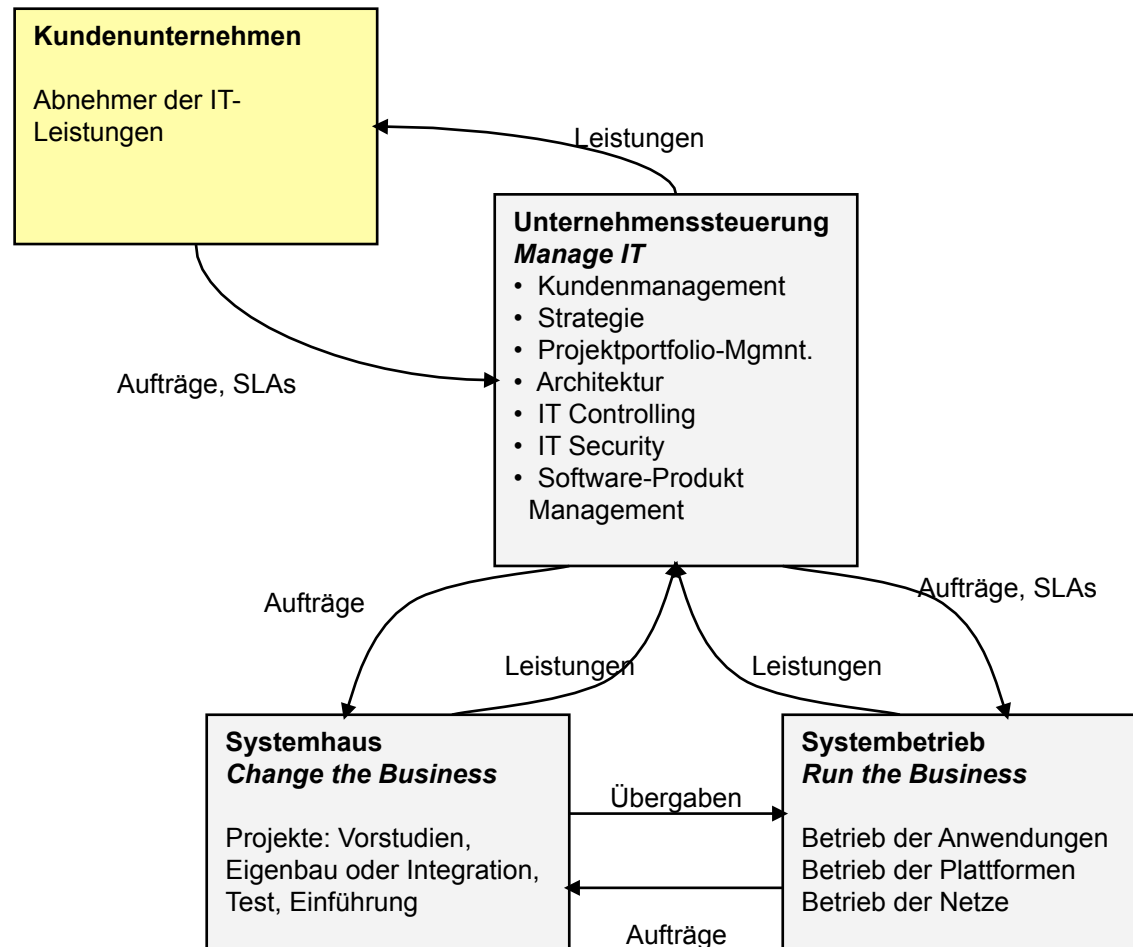 Kundenunternehmen
Abnehmer der IT-
Leistungen
Leistungen
Unternehmenssteuerung
Manage IT
• Kundenmanagement
• Strategie
• Projektportfolio-Mgmnt.
• Architektur
• IT Controlling
• IT Security
• Software-Produkt
Management
Aufträge, SLAs
Aufträge
Aufträge, SLAs
Leistungen
Leistungen
Systemhaus
Change the Business
Projekte: Vorstudien,
Eigenbau oder Integration,
Test, Einführung
Übergaben
Aufträge
Systembetrieb
Run the Business
Betrieb der Anwendungen
Betrieb der Plattformen
Betrieb der Netze